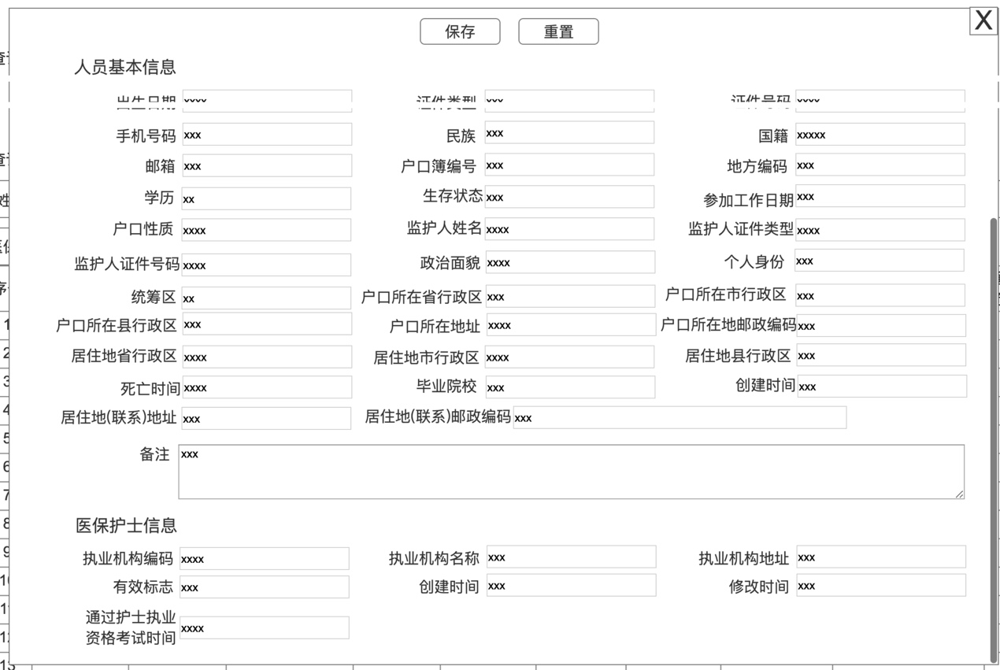 X
保存 重置
人员基本信息
出生日期 xxxx 证件类型 xxx 证件号码 xxxx
手机号码 xxx 民族 xxx 国籍 xxxxx
邮箱 xxx 户口簿编号 xxx 地方编码 xxx
学历 xx 生存状态 xxx 参加工作日期 xxx
户口性质 xxxx 监护人姓名 xxxx 监护人证件类型 xxxx
监护人证件号码 xxxx 政治面貌 xxxx 个人身份 xxx
统筹区 xx 户口所在省行政区 xxx 户口所在市行政区 xxx
户口所在县行政区 xxx 户口所在地址 xxxx 户口所在地邮政编码 xxx
居住地省行政区 xxxx 居住地市行政区 xxxx 居住地县行政区 xxx
死亡时间 xxxx 毕业院校 xxx 创建时间 xxx
居住地(联系)地址 xxx 居住地(联系)邮政编码 xxx
备注 xxx
医保护士信息
执业机构编码 xxxx 执业机构名称 xxx 执业机构地址 xxx
有效标志 xxx 创建时间 xxx 修改时间 xxx
通过护士执业
资格考试时间 xxxx
1
2
3
4
5
6
7
8
9
12
13